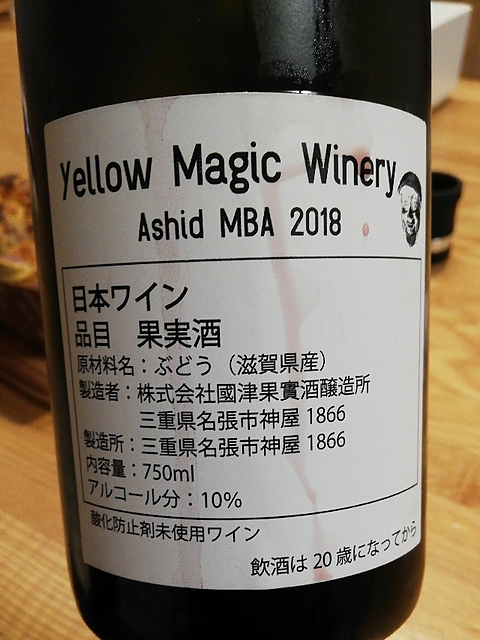 Yellow Magic Winery
Ashid MBA 2018
日本ワイン
品目 果実酒
原材料名：ぶどう（滋賀県産）
製造者：株式会社國津果實酒醸造所
三重県名張市神屋 1866
製造所：三重県名張市神屋 1866
内容量：750ml
アルコール分：10%
酸化防止剤未使用ワイン
飲酒は 20 歳になってから